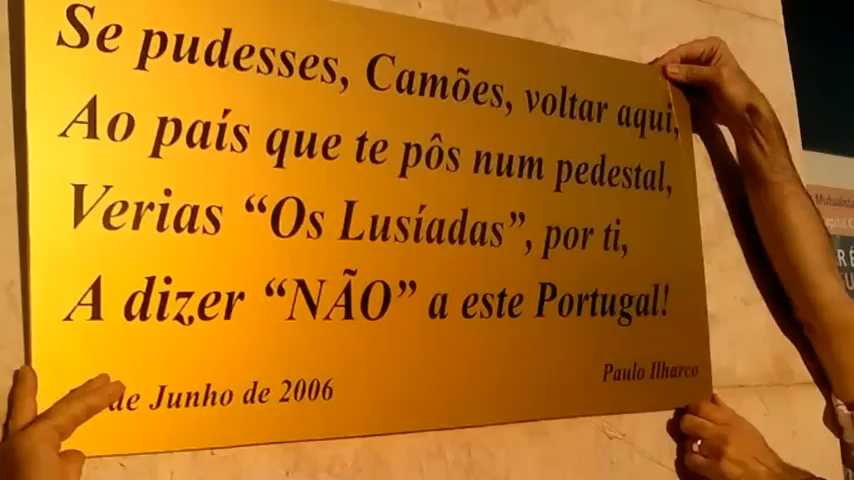 Se pudesses, Camões, voltar aqui,
Ao país que te pôs num pedestal,
Verias “Os Lusíadas”, por ti,
A dizer “NÃO” a este Portugal!
de Junho de 2006
Paulo Ilharco